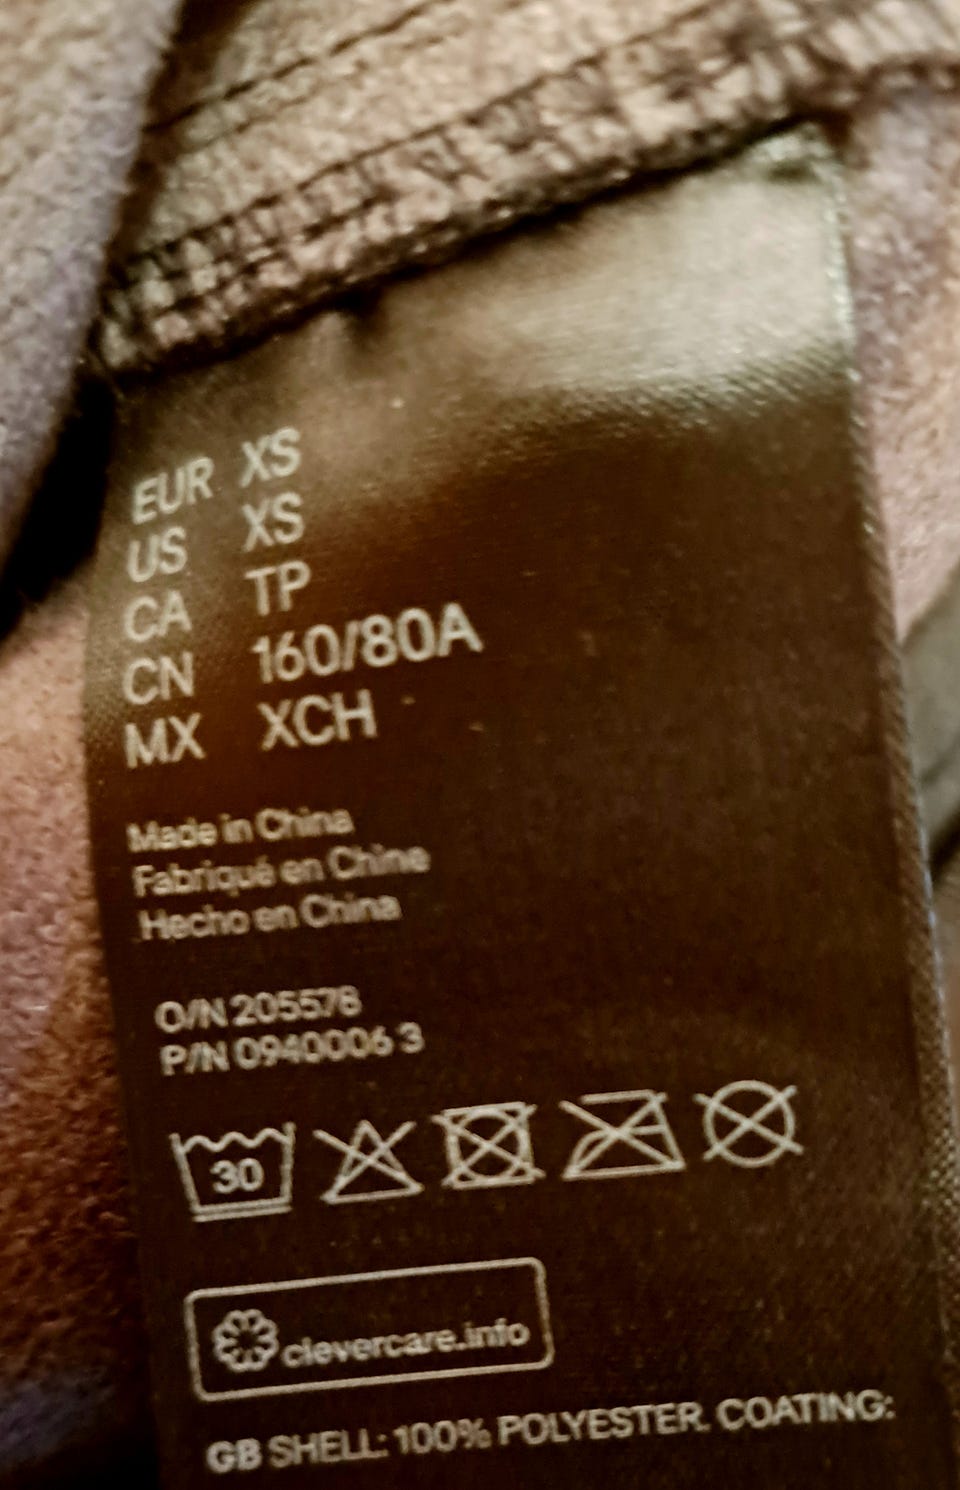 EUR XS
US XS
CA TP
CN 160/80A
MX XCH
Made in China
Fabriqué en Chine
Hecho en China
O/N 205578
P/N 0940006 3
30
clevercare.info
GB SHELL: 100% POLYESTER. COATING: